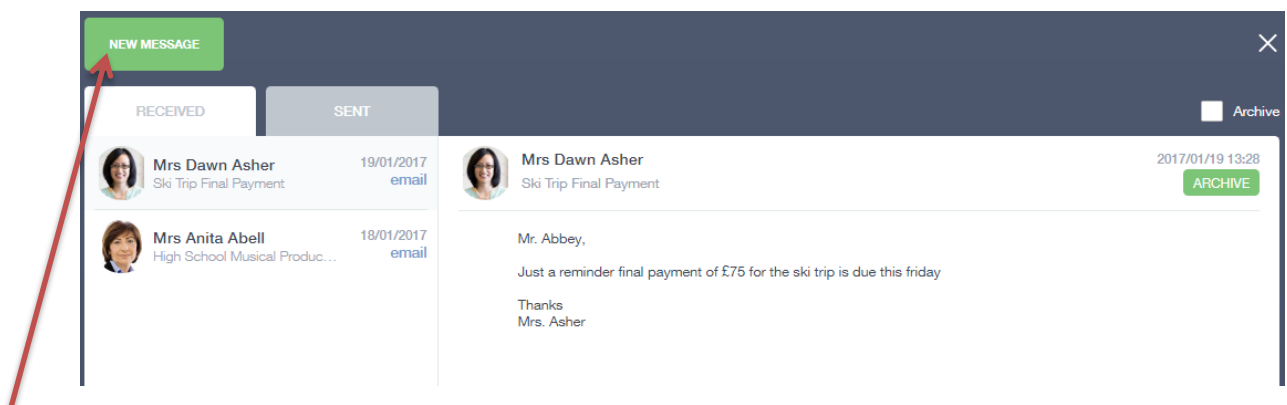 NEW MESSAGE
RECEIVED
SENT
Archive
Mrs Dawn Asher
19/01/2017
Ski Trip Final Payment
email
Mrs Anita Abell
18/01/2017
High School Musical Produc...
email
Mrs Dawn Asher
2017/01/19 13:28
Ski Trip Final Payment
ARCHIVE
Mr. Abbey,
Just a reminder final payment of £75 for the ski trip is due this friday
Thanks
Mrs. Asher